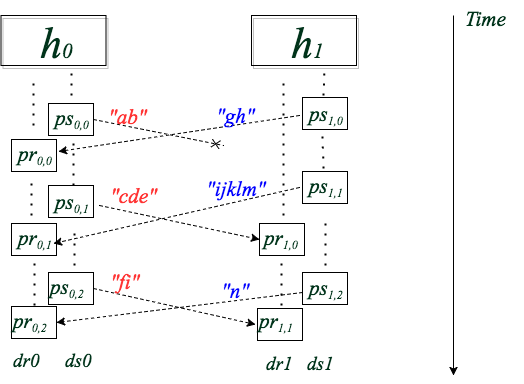 Time
h0 h1
ps0,0 "ab" "gh" ps1,0
pr0,0
"cde" "ijklm" ps1,1
ps0,1
pr0,1 pr1,0
ps0,2 "fi" "n" ps1,2
pr0,2 pr1,1
dr0 ds0 dr1 ds1